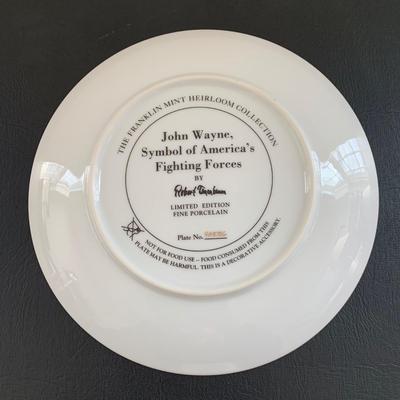 THE FRANKLIN MINT HEIRLOOM COLLECTION
John Wayne,
Symbol of America's
Fighting Forces
BY
Robert Tanenbaum
LIMITED EDITION
FINE PORCELAIN
Plate No.
NOT FOR FOOD USE – FOOD CONSUMED FROM THIS
PLATE MAY BE HARMFUL. THIS IS A DECORATIVE ACCESSORY.